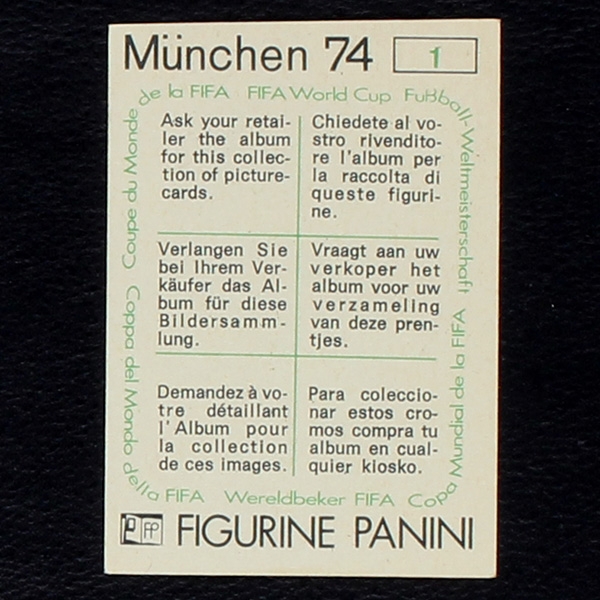 München 74 1
de la FIFA FIFA World Cup Fußball-Weltmeisterschaft
Ask your retai-
ler the album
for this collec-
tion of picture-
cards.
Chiedete al vo-
stro rivendito-
re l'album per
la raccolta di
queste figuri-
ne.
Verlangen Sie
bei Ihrem Ver-
käufer das Al-
bum für diese
Bildersamm-
lung.
Vraagt aan uw
verkoper het
album voor uw
verzameling
van deze pren-
tjes.
Demandez à vo-
tre détaillant
l'Album pour
la collection
de ces images.
Para coleccio-
nar estos cro-
mos compra tu
album en cual-
quier kiosko.
Coupe du Monde
Coppa del Mondo
della FIFA Wereldbeker FIFA Copa Mundial de la FIFA
FIGURINE PANINI